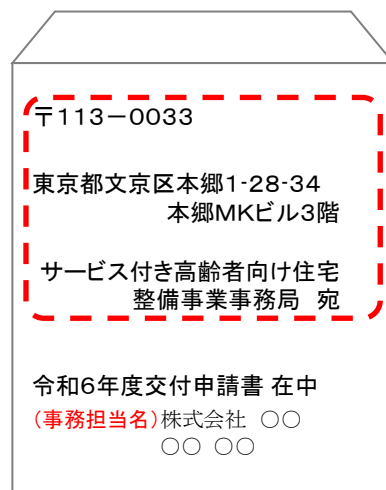 〒113－0033
東京都文京区本郷1-28-34
本郷MKビル3階
サービス付き高齢者向け住宅
整備事業事務局　宛
令和6年度交付申請書 在中
(事務担当名)株式会社　○○
○○ ○○